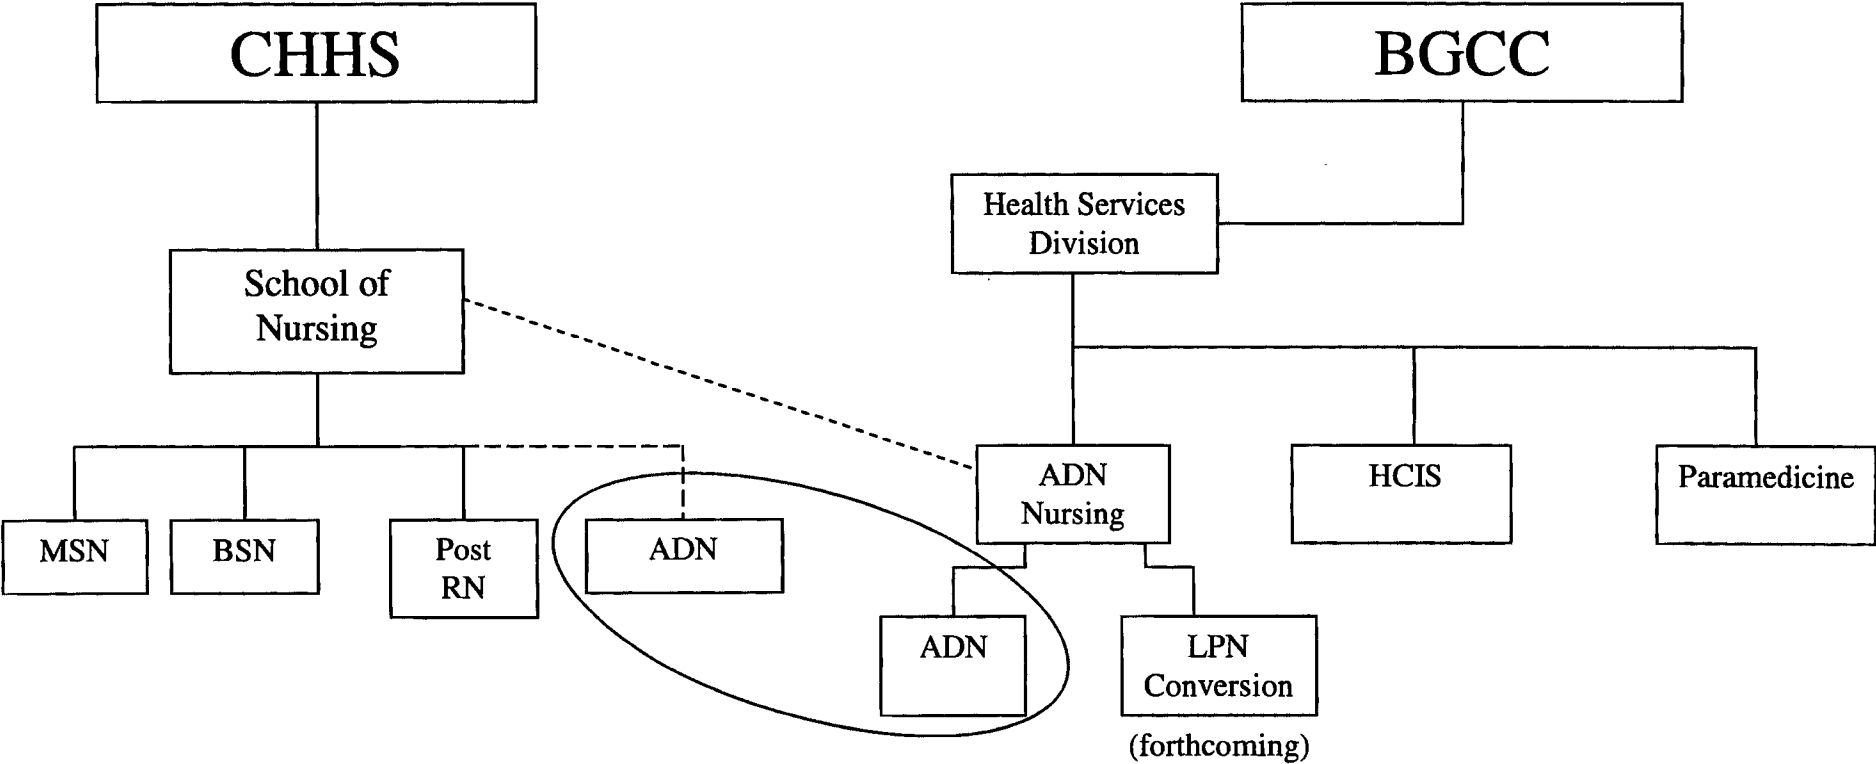 CHHS
BGCC
Health Services
Division
School of
Nursing
ADN
Nursing
HCIS
Paramedicine
MSN
BSN
Post
RN
ADN
ADN
LPN
Conversion
(forthcoming)